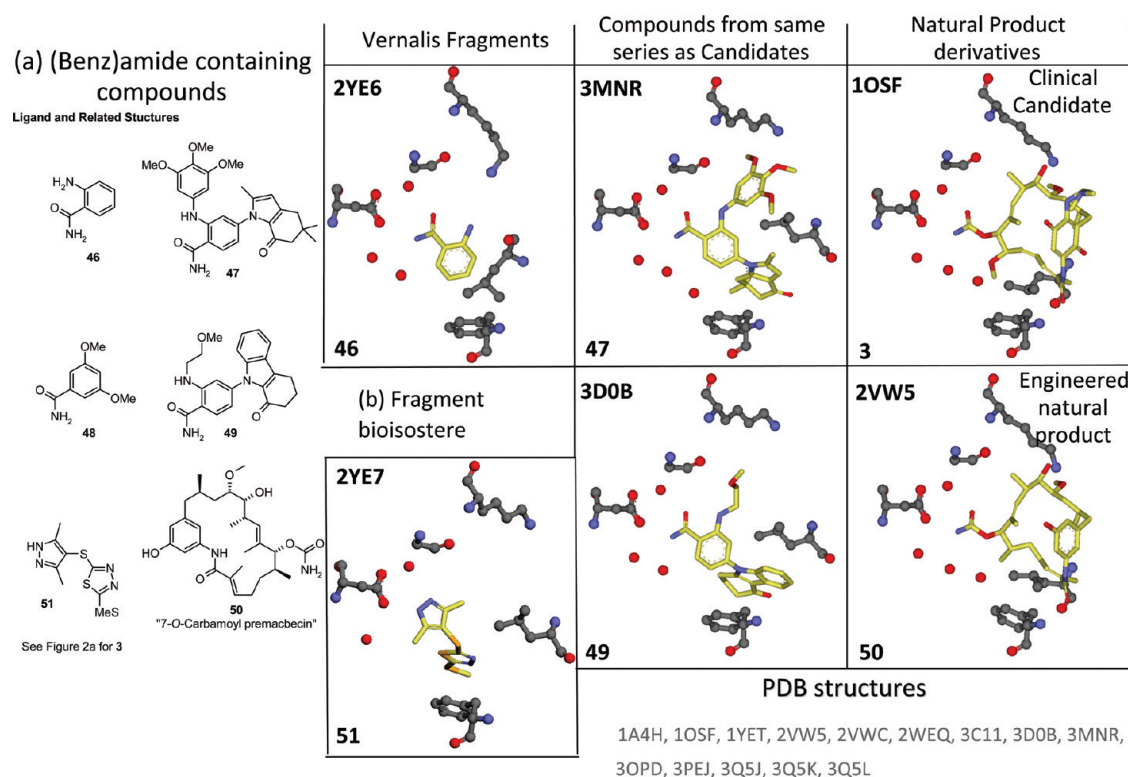 (a) (Benz)amide containing
compounds
Ligand and Related Stuctures
H2N
O
NH2
46
OMe
MeO
OMe
Me
NH
N
O
NH2
O
47
OMe
O
NH2
OMe
48
OMe
HN
N
O
NH2
O
49
HN
N
S
N
N
S
MeS
51
O
OH
HO
NH
O
O
O
NH2
50
"7-O-Carbamoyl premacbecin"
See Figure 2a for 3
Vernalis Fragments
2YE6
46
(b) Fragment
bioisostere
2YE7
51
Compounds from same
series as Candidates
3MNR
47
3D0B
49
Natural Product
derivatives
1OSF
Clinical
Candidate
3
2VW5
Engineered
natural
product
50
PDB structures
1A4H, 1OSF, 1YET, 2VW5, 2VWC, 2WEQ, 3C11, 3D0B, 3MNR,
3OPD, 3PEJ, 3Q5J, 3Q5K, 3Q5L